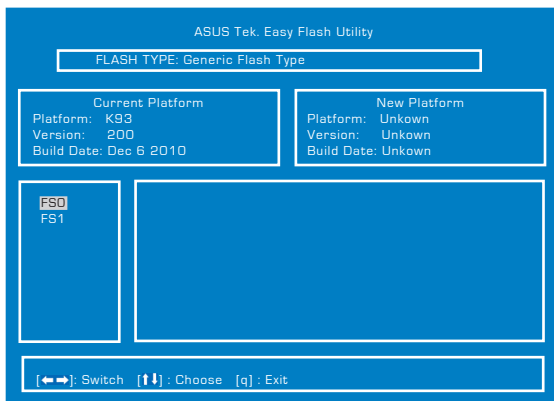 ASUS Tek. Easy Flash Utility
FLASH TYPE: Generic Flash Type
Current Platform
Platform: K93
Version: 200
Build Date: Dec 6 2010
New Platform
Platform: Unkown
Version: Unkown
Build Date: Unkown
FS0
FS1
[←→]: Switch [↑↓] : Choose [q] : Exit